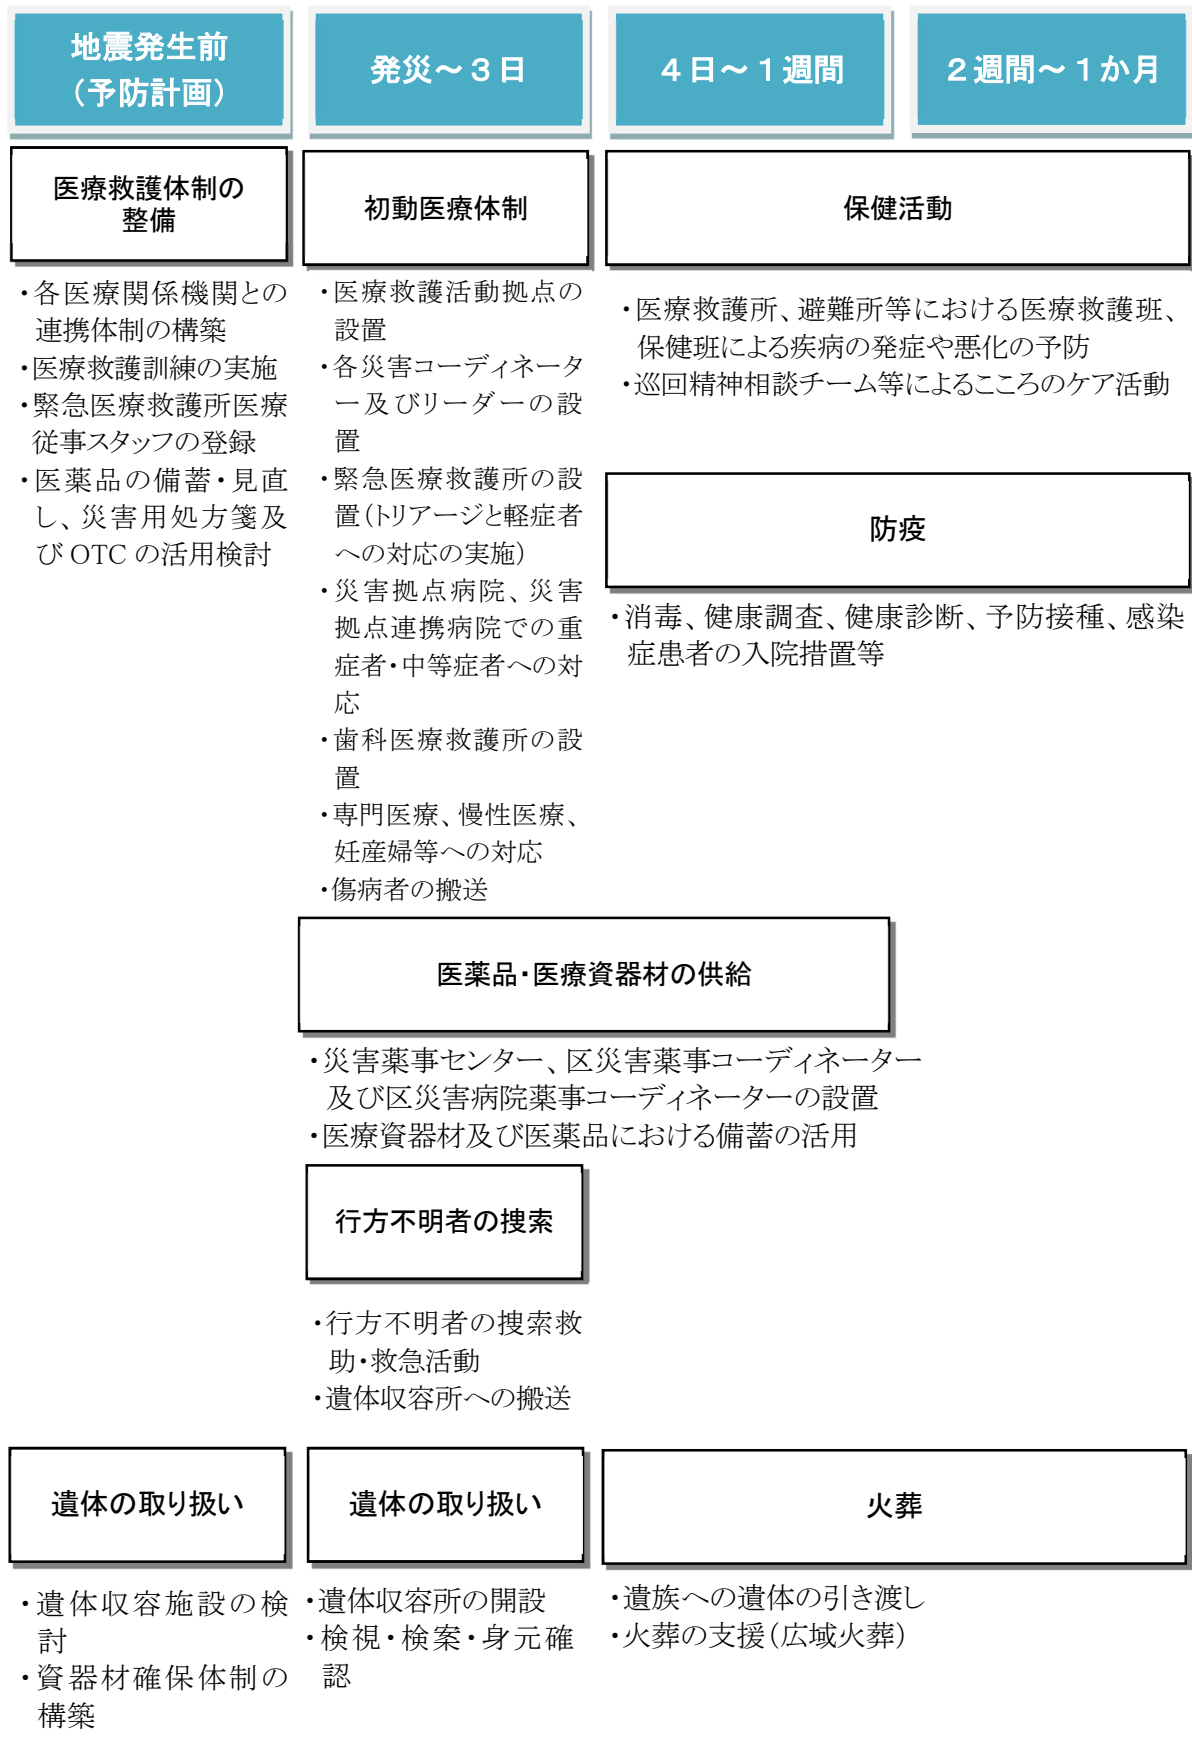 地震発生前
（予防計画）
発災～３日
４日～１週間
２週間～１か月
医療救護体制の
整備
・各医療関係機関との
連携体制の構築
・医療救護訓練の実施
・緊急医療救護所医療
従事スタッフの登録
・医薬品の備蓄・見直
し、災害用処方箋及
び OTC の活用検討
初動医療体制
・医療救護活動拠点の
設置
・各災害コーディネータ
ー及びリーダーの設
置
・緊急医療救護所の設
置（トリアージと軽症者
への対応の実施）
・災害拠点病院、災害
拠点連携病院での重
症者・中等症者への対
応
・歯科医療救護所の設
置
・専門医療、慢性医療、
妊産婦等への対応
・傷病者の搬送
保健活動
・医療救護所、避難所等における医療救護班、
保健班による疾病の発症や悪化の予防
・巡回精神相談チーム等によるこころのケア活動
防疫
・消毒、健康調査、健康診断、予防接種、感染
症患者の入院措置等
医薬品・医療資器材の供給
・災害薬事センター、区災害薬事コーディネーター
及び区災害病院薬事コーディネーターの設置
・医療資器材及び医薬品における備蓄の活用
行方不明者の捜索
・行方不明者の捜索救
助・救急活動
・遺体収容所への搬送
遺体の取り扱い
・遺体収容施設の検
討
・資器材確保体制の
構築
遺体の取り扱い
・遺体収容所の開設
・検視・検案・身元確
認
火葬
・遺族への遺体の引き渡し
・火葬の支援（広域火葬）